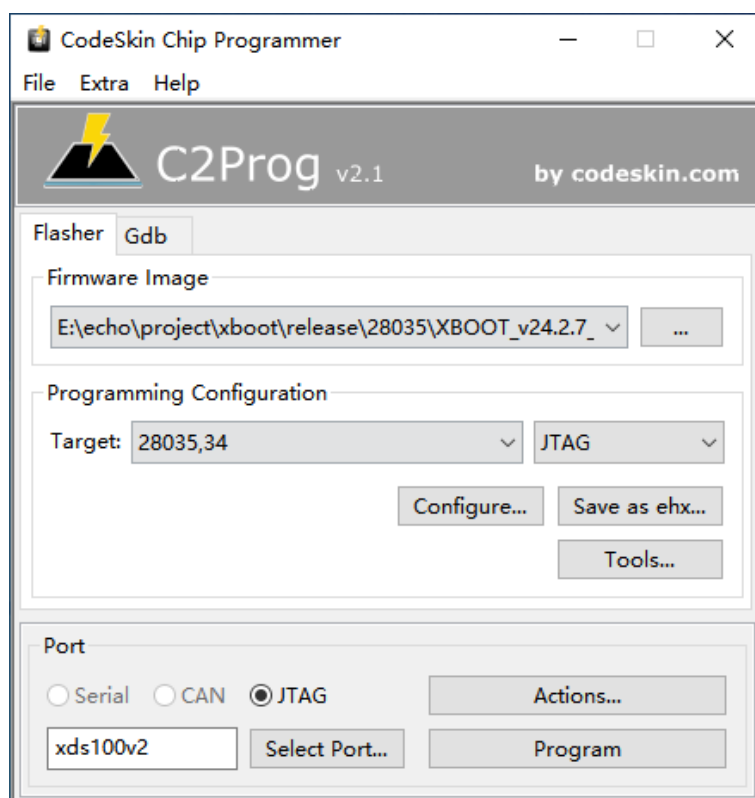 CodeSkin Chip Programmer
File Extra Help
C2Prog v2.1 by codeskin.com
Flasher Gdb
Firmware Image
E:\echo\project\xboot\release\28035\XBOOT_v24.2.7_ ...
Programming Configuration
Target: 28035,34 JTAG
Configure... Save as ehx...
Tools...
Port
Serial CAN JTAG Actions...
xds100v2 Select Port... Program